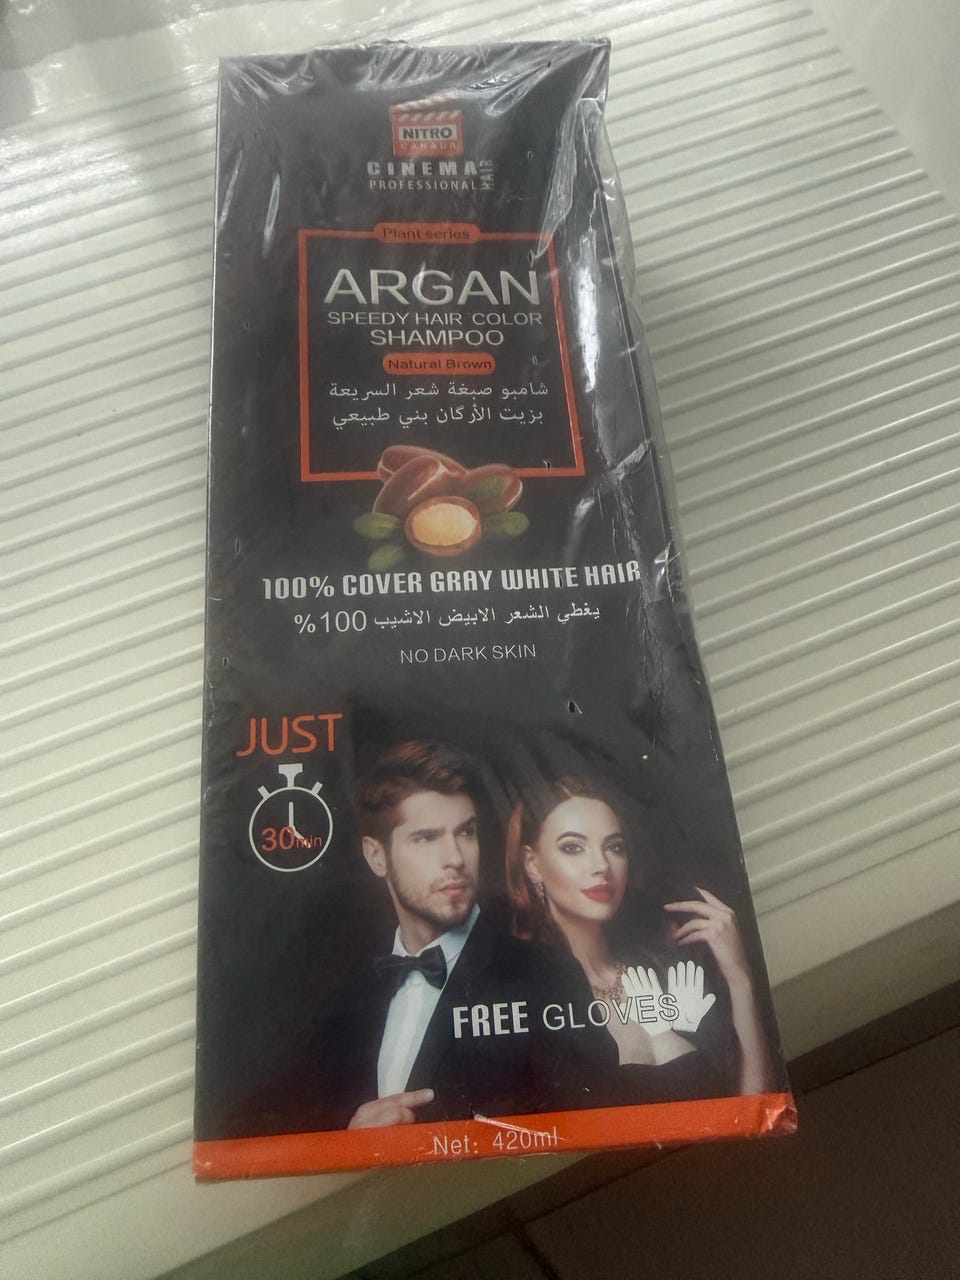 NITRO
CANADA
CINEMA
HAIR
PROFESSIONAL
Plant series
ARGAN
SPEEDY HAIR COLOR
SHAMPOO
Natural Brown
شامبو صبغة شعر السريعة
بزيت الأرگان بني طبيعي
100% COVER GRAY WHITE HAIR
يغطي الشعر الابيض الاشيب 100%
NO DARK SKIN
JUST
30min
FREE GLOVES
Net: 420ml